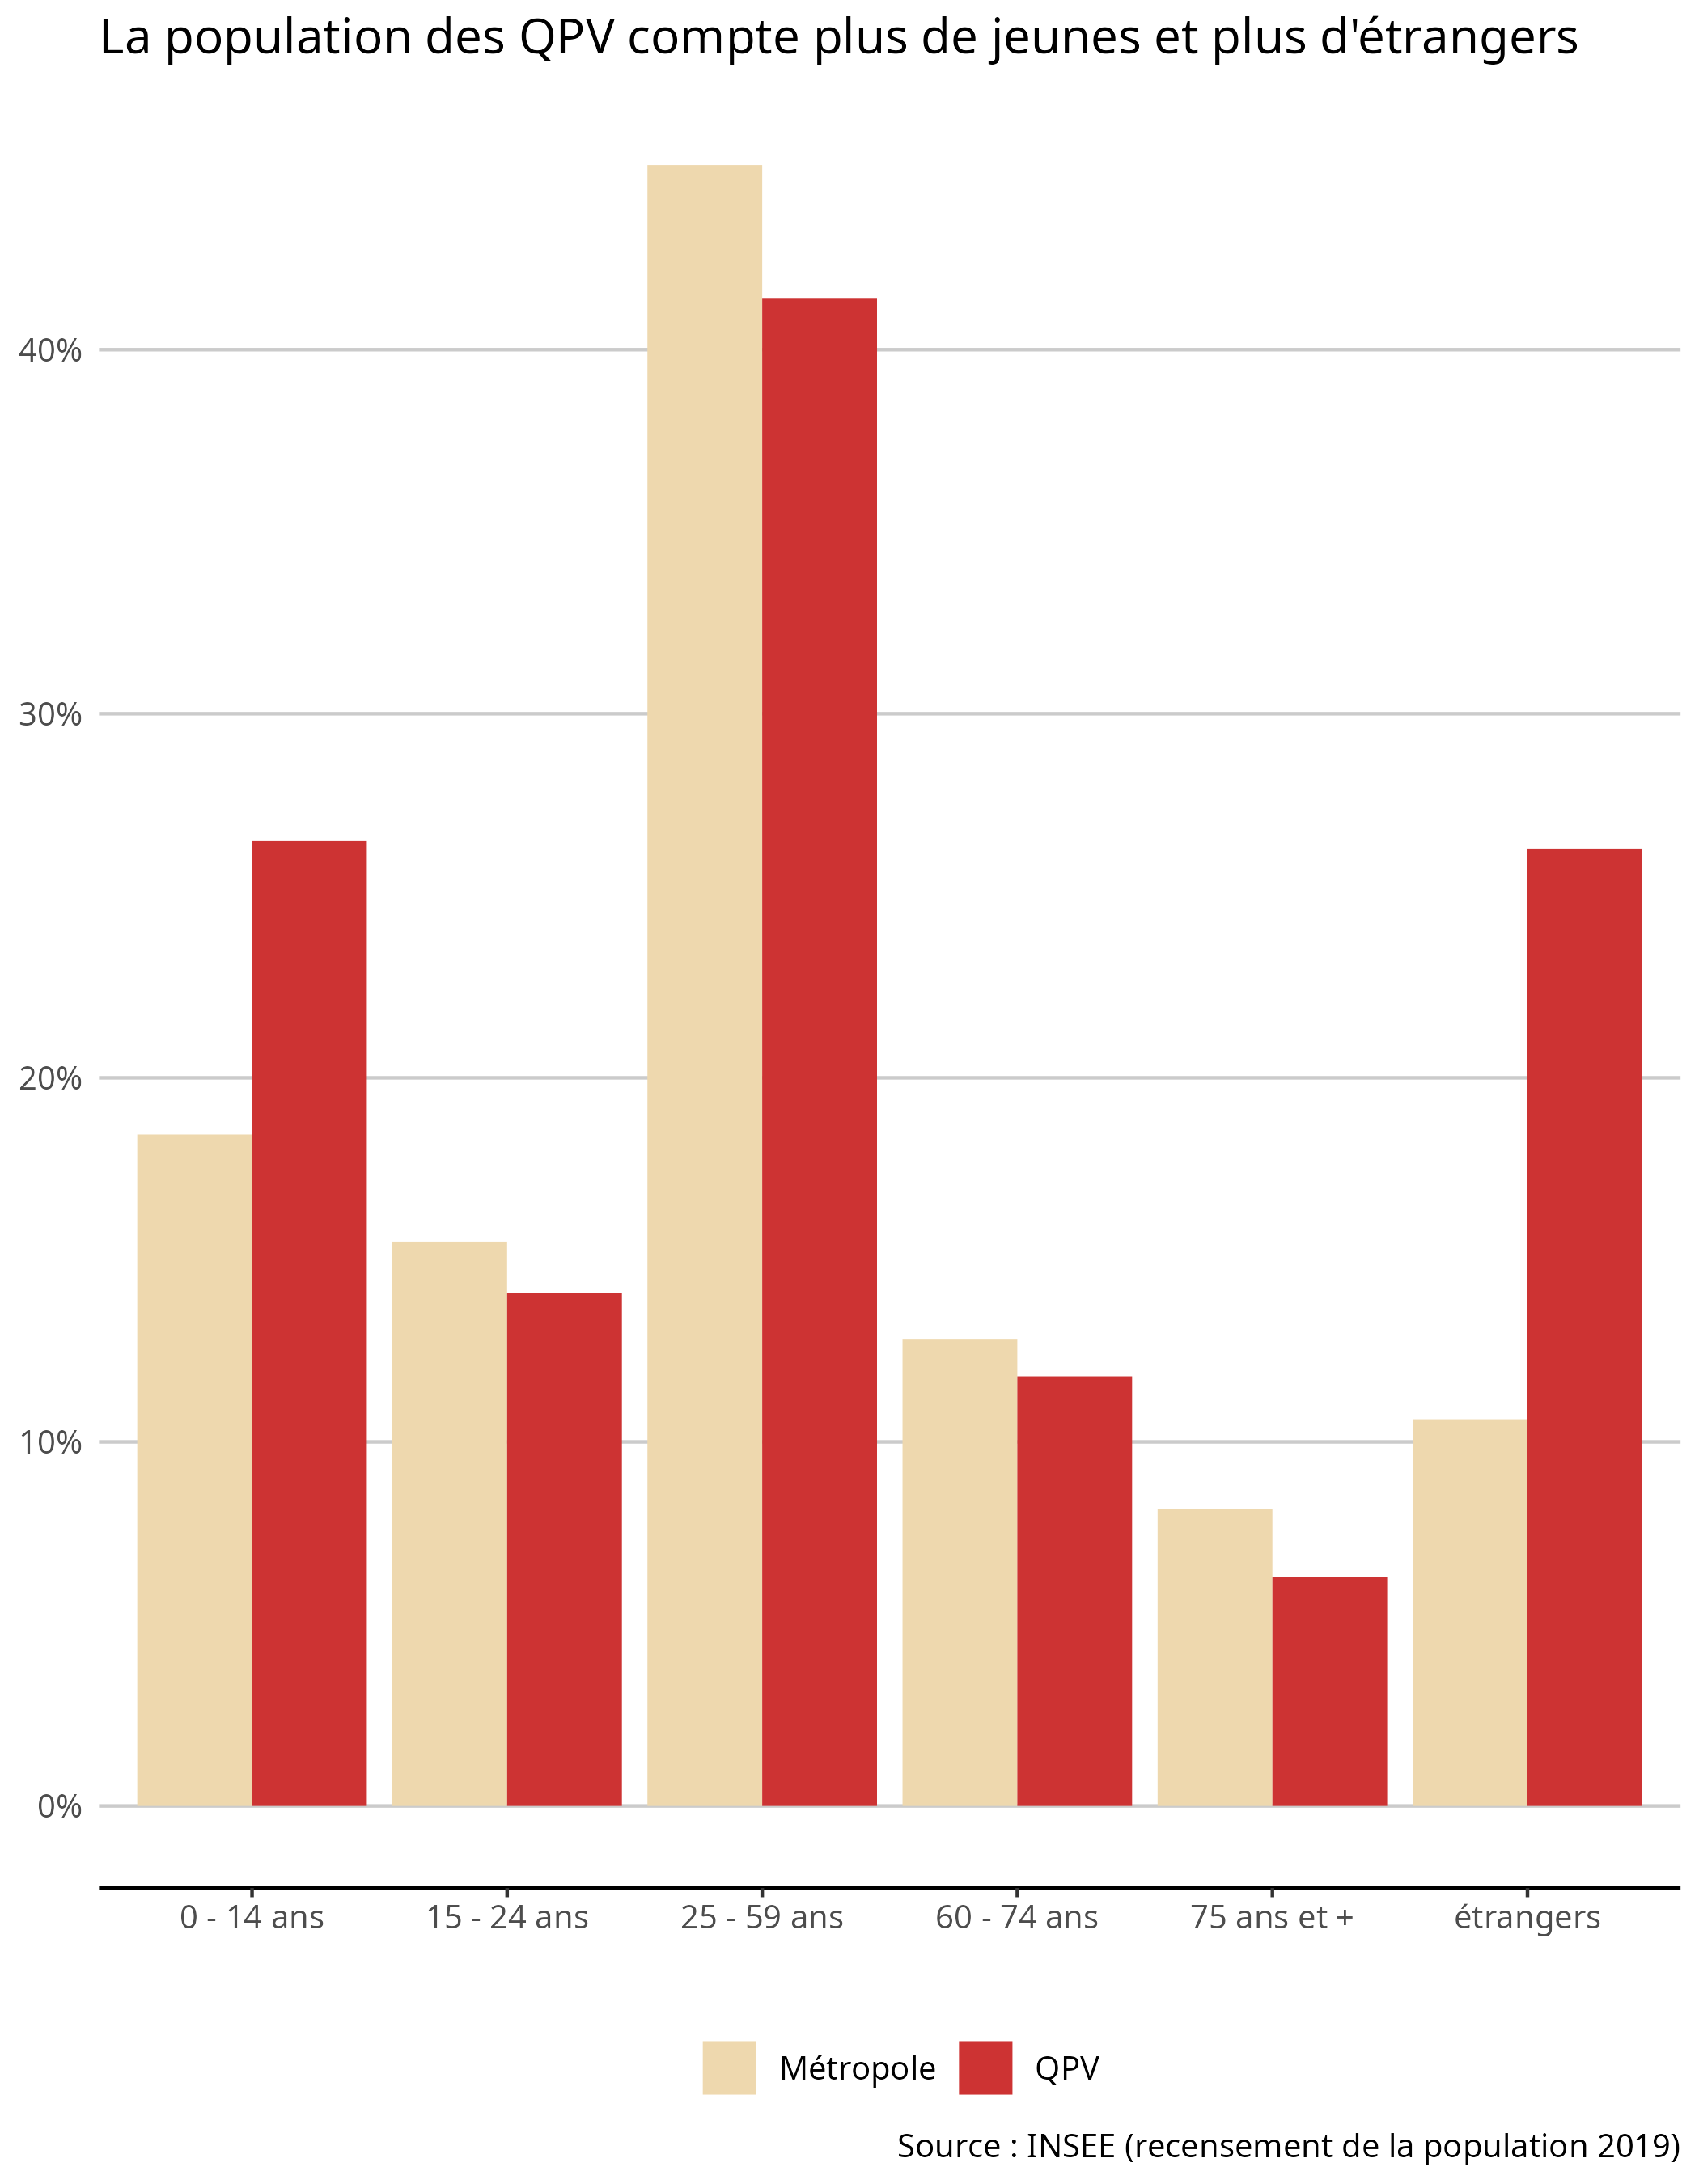 La population des QPV compte plus de jeunes et plus d'étrangers
40%
30%
20%
10%
0%
0 - 14 ans
15 - 24 ans
25 - 59 ans
60 - 74 ans
75 ans et +
étrangers
Métropole
QPV
Source : INSEE (recensement de la population 2019)